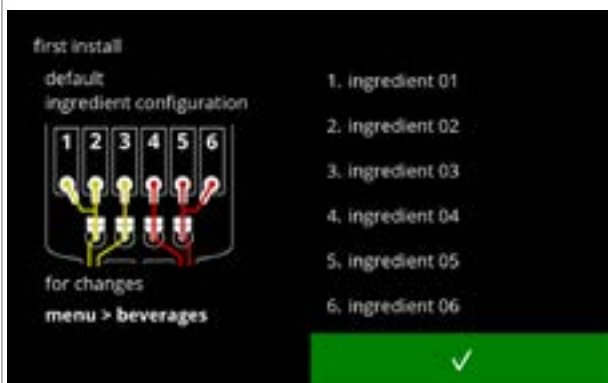 first install
default
ingredient configuration
1 2 3 4 5 6
for changes
menu > beverages
1. ingredient 01
2. ingredient 02
3. ingredient 03
4. ingredient 04
5. ingredient 05
6. ingredient 06